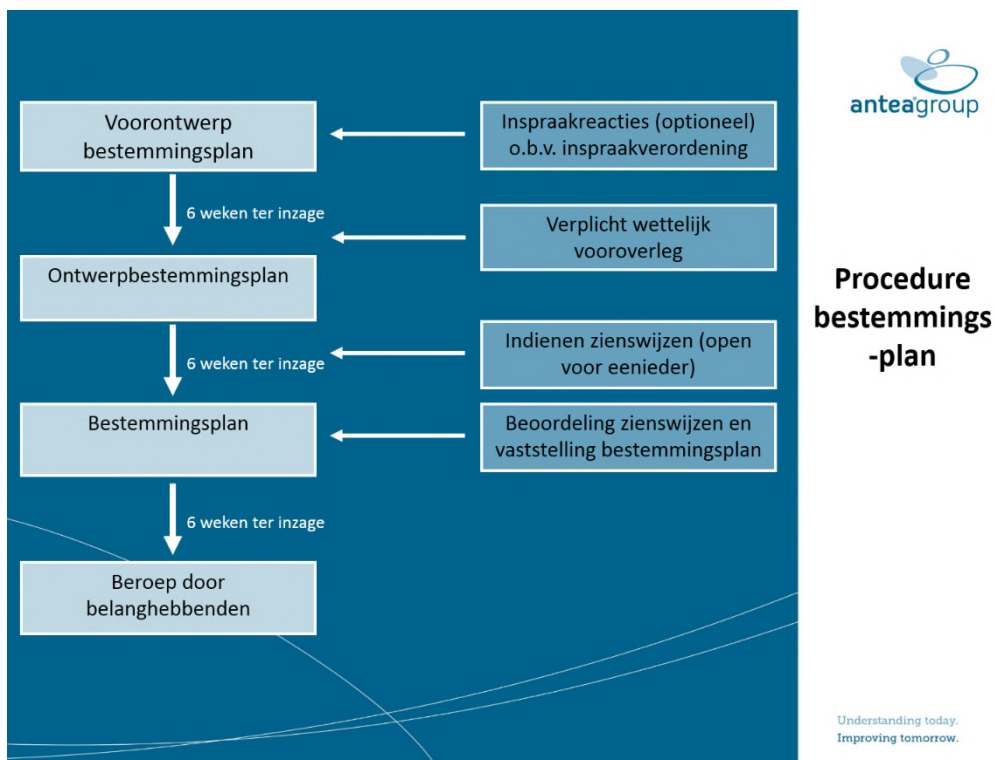 Voorontwerp
bestemmingsplan
Inspraakreacties (optioneel)
o.b.v. inspraakverordening
6 weken ter inzage
Verplicht wettelijk
vooroverleg
Ontwerpbestemmingsplan
6 weken ter inzage
Indienen zienswijzen (open
voor eenieder)
Bestemmingsplan
Beoordeling zienswijzen en
vaststelling bestemmingsplan
6 weken ter inzage
Beroep door
belanghebbenden
anteagroup
Procedure
bestemmings
-plan
Understanding today.
Improving tomorrow.